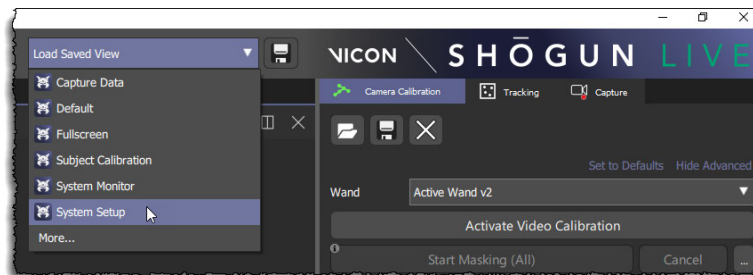 Load Saved View
VICON SHŌGUN LIVE
Capture Data
Default
Fullscreen
Subject Calibration
System Monitor
System Setup
More...
Camera Calibration
Tracking
Capture
Set to Defaults
Hide Advanced
Wand
Active Wand v2
Activate Video Calibration
Start Masking (All)
Cancel
...